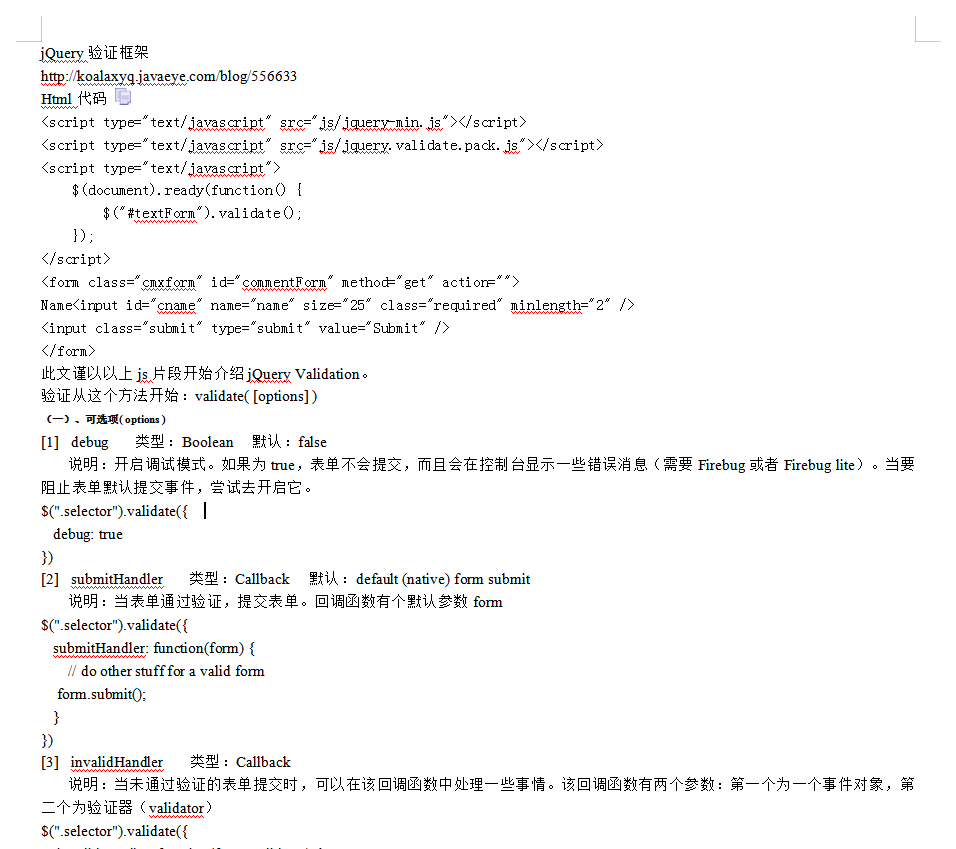 jQuery 验证框架
http://koalaxyq.javaeye.com/blog/556633
Html 代码
<script type="text/javascript" src="js/jquery-min.js"></script>
<script type="text/javascript" src="js/jquery.validate.pack.js"></script>
<script type="text/javascript">
    $(document).ready(function() {
        $("#textForm").validate();
    });
</script>
<form class="cmxform" id="commentForm" method="get" action="">
Name<input id="cname" name="name" size="25" class="required" minlength="2" />
<input class="submit" type="submit" value="Submit" />
</form>
此文谨以以上 js 片段开始介绍 jQuery Validation。
验证从这个方法开始：validate( [options] )
（一）、可选项( options )
[1] debug 类型：Boolean 默认：false
说明：开启调试模式。如果为 true，表单不会提交，而且会在控制台显示一些错误消息（需要 Firebug 或者 Firebug lite）。当要
阻止表单默认提交事件，尝试去开启它。
$(".selector").validate({
   debug: true
})
[2] submitHandler 类型：Callback 默认：default (native) form submit
说明：当表单通过验证，提交表单。回调函数有个默认参数 form
$(".selector").validate({
   submitHandler: function(form) {
      // do other stuff for a valid form
    form.submit();
   }
})
[3] invalidHandler 类型：Callback
说明：当未通过验证的表单提交时，可以在该回调函数中处理一些事情。该回调函数有两个参数：第一个为一个事件对象，第
二个为验证器（validator）
$(".selector").validate({